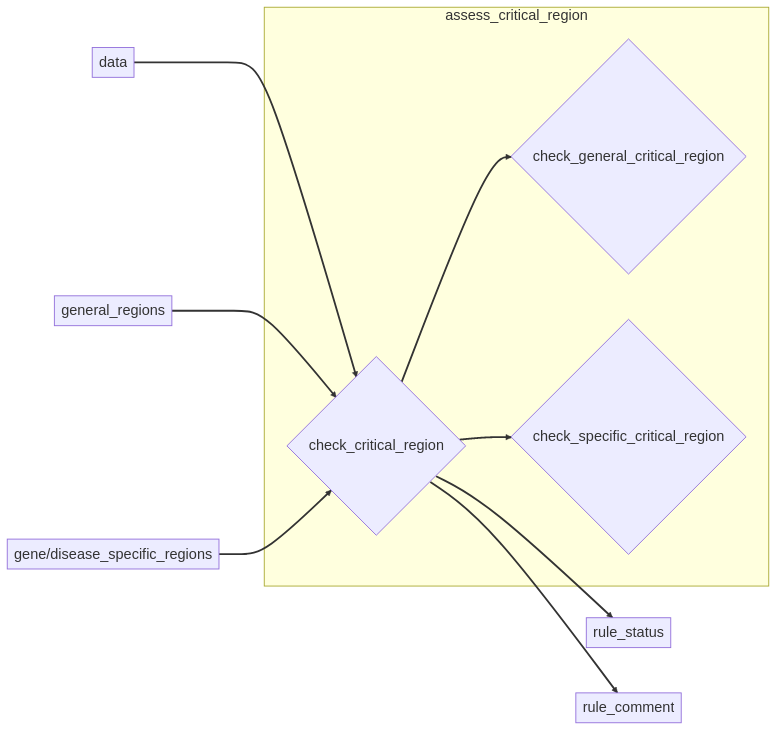 assess_critical_region
data
check_general_critical_region
general_regions
check_critical_region
check_specific_critical_region
gene/disease_specific_regions
rule_status
rule_comment